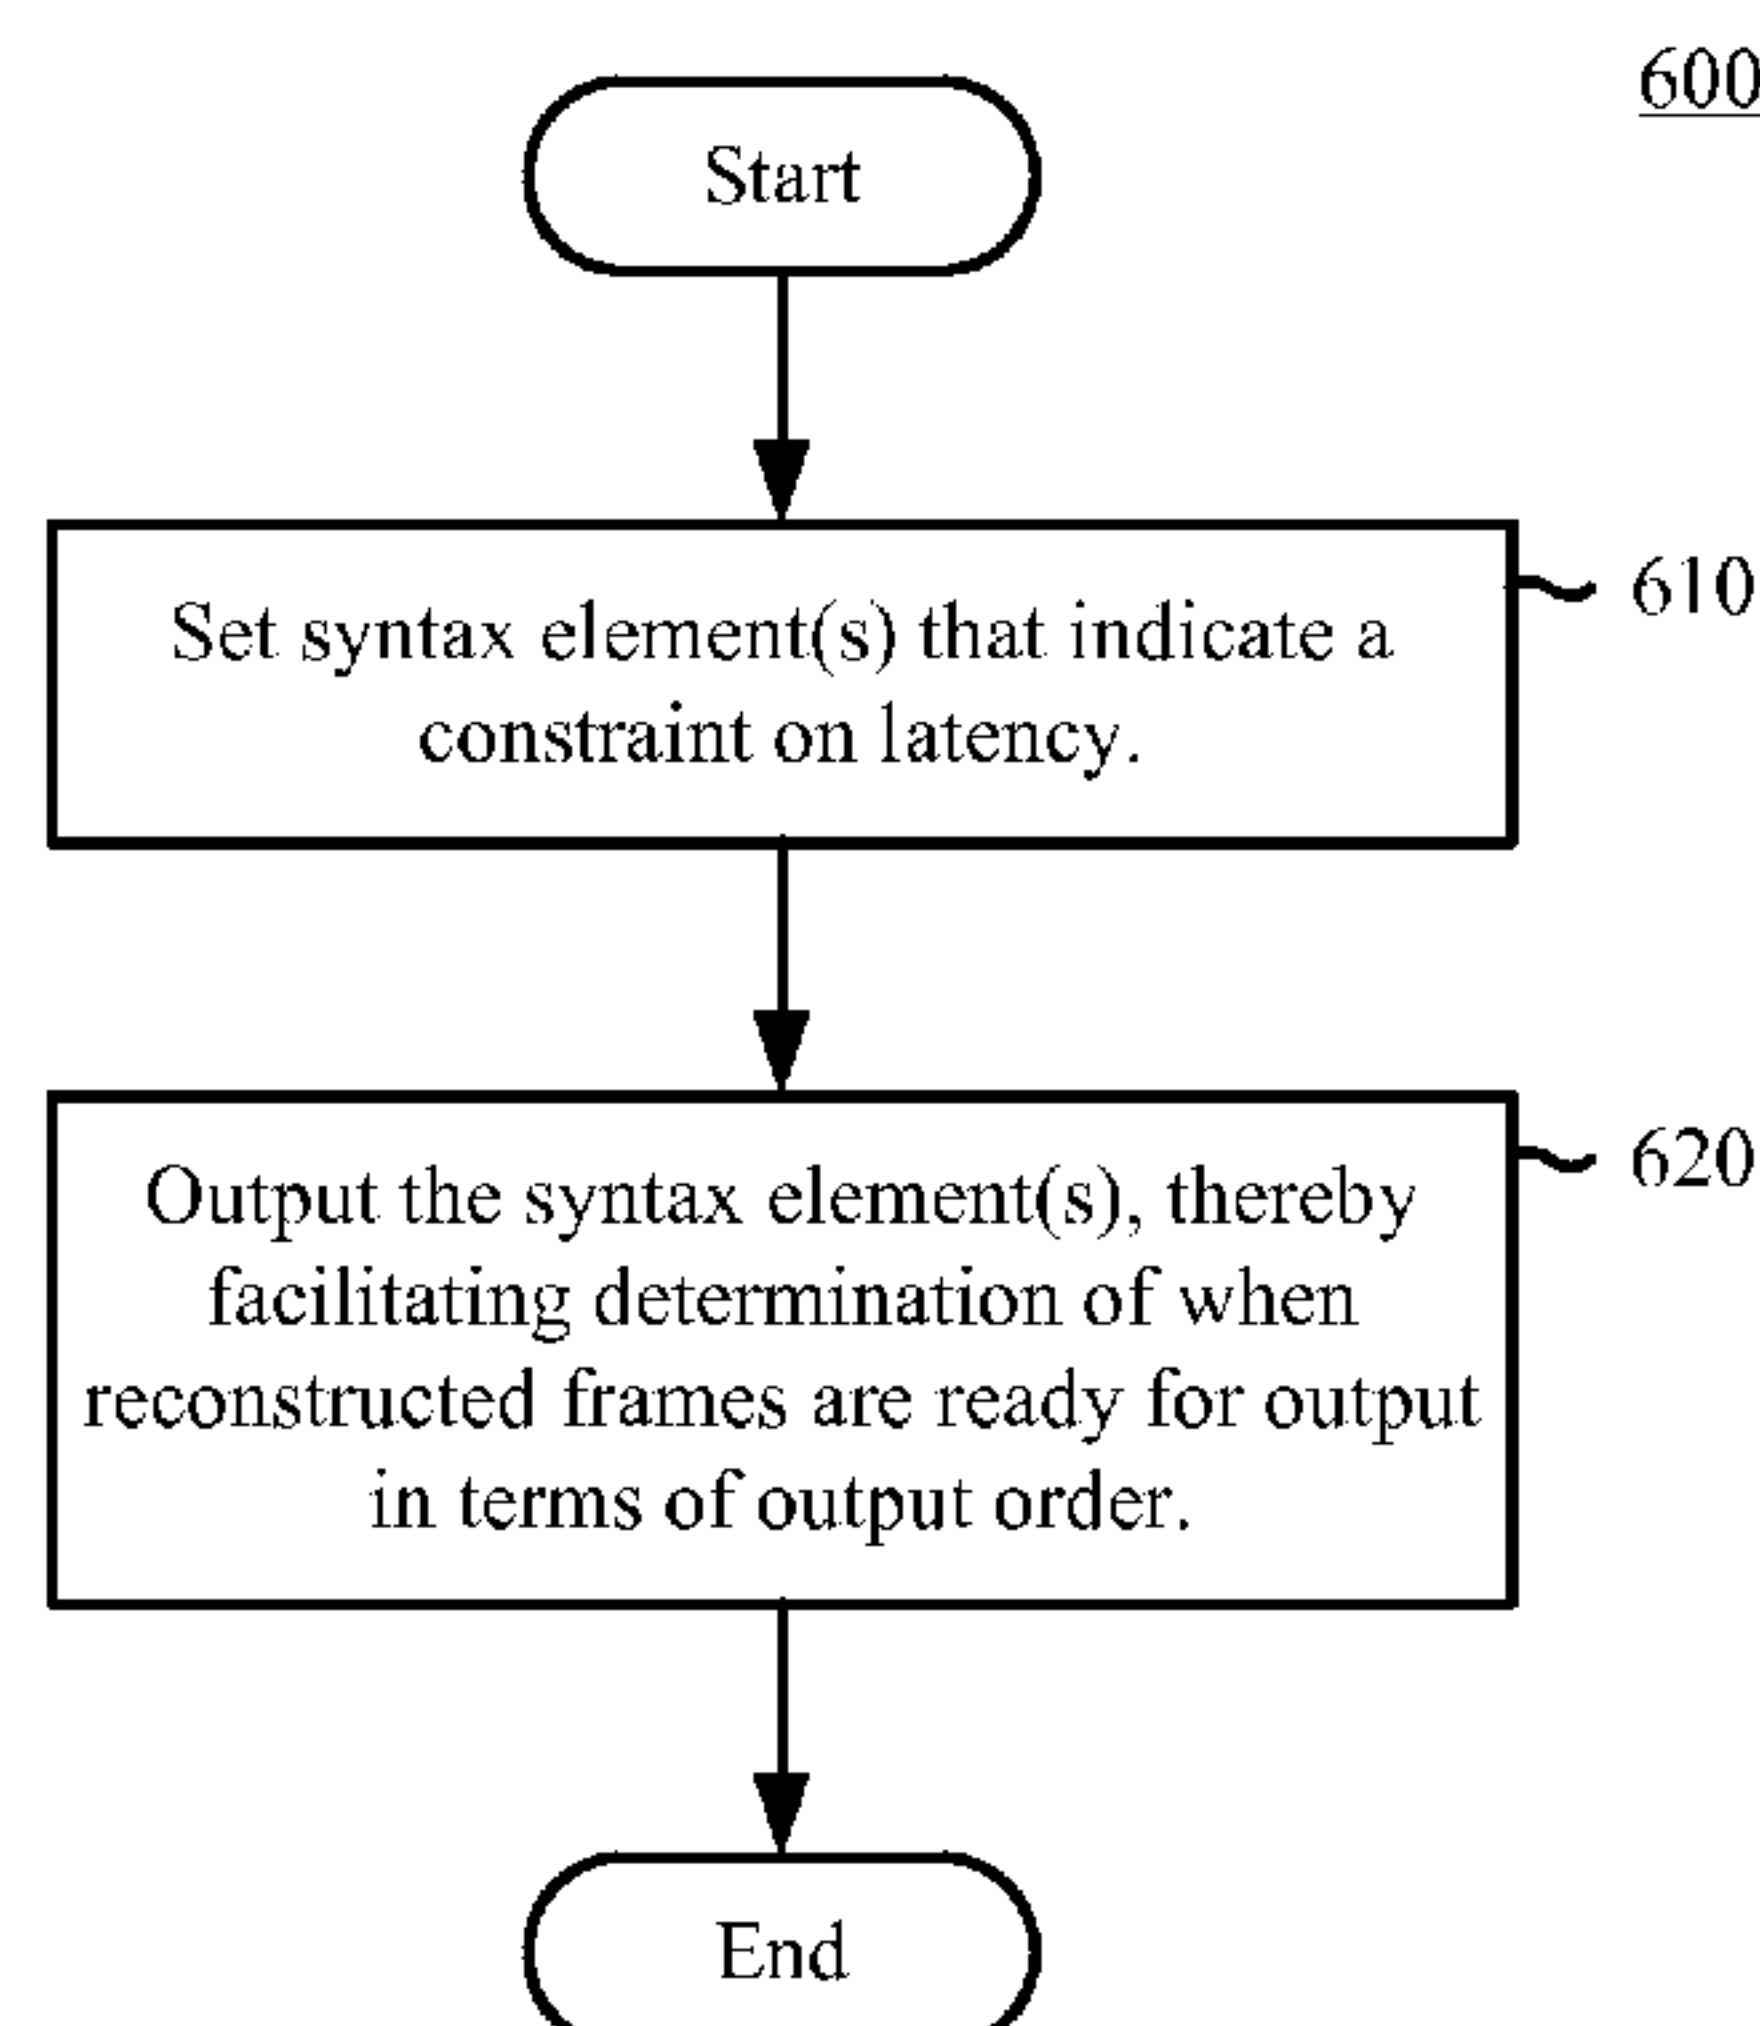 600
Start
Set syntax element(s) that indicate a
constraint on latency.
610
Output the syntax element(s), thereby
facilitating determination of when
reconstructed frames are ready for output
in terms of output order.
620
End